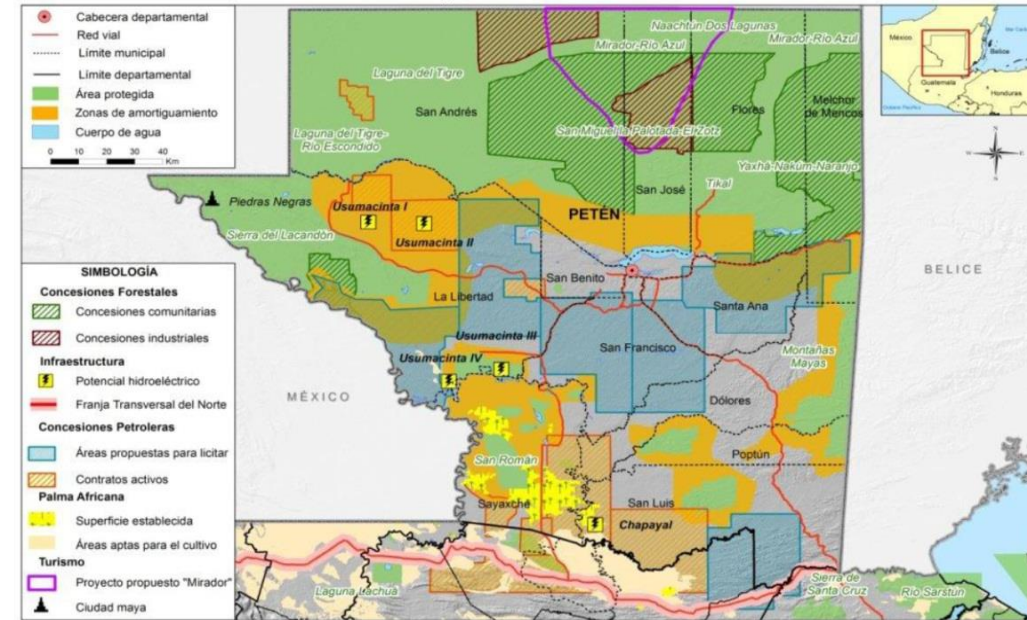 Cabecera departamental
Red vial
Límite municipal
Límite departamental
Área protegida
Zonas de amortiguamiento
Cuerpo de agua
0 10 20 30 40
Km
SIMBOLOGÍA
Concesiones Forestales
Concesiones comunitarias
Concesiones industriales
Infraestructura
Potencial hidroeléctrico
Franja Transversal del Norte
Concesiones Petroleras
Áreas propuestas para licitar
Contratos activos
Palma Africana
Superficie establecida
Áreas aptas para el cultivo
Turismo
Proyecto propuesto "Mirador"
Ciudad maya
Naachtún Dos Lagunas
Mirador-Río Azul
Mirador-Río Azul
Laguna del Tigre
San Andrés
Flores
Melchor
de Mencos
Laguna del Tigre-
Río Escondido
San Miguel la Palotada-El Zotz
Yaxhá-Nakúm-Naranjo
San José
Tikal
Piedras Negras
Usumacinta I
PETÉN
Sierra del Lacandón
Usumacinta II
San Benito
BELICE
La Libertad
Santa Ana
Usumacinta III
San Francisco
Usumacinta IV
Montañas
Mayas
MÉXICO
Dólores
Poptún
San Román
Sayaxché
San Luis
Chapayal
Laguna Lachuá
Sierra de
Santa Cruz
Río Sarstún
México
Belice
Guatemala
Honduras
N